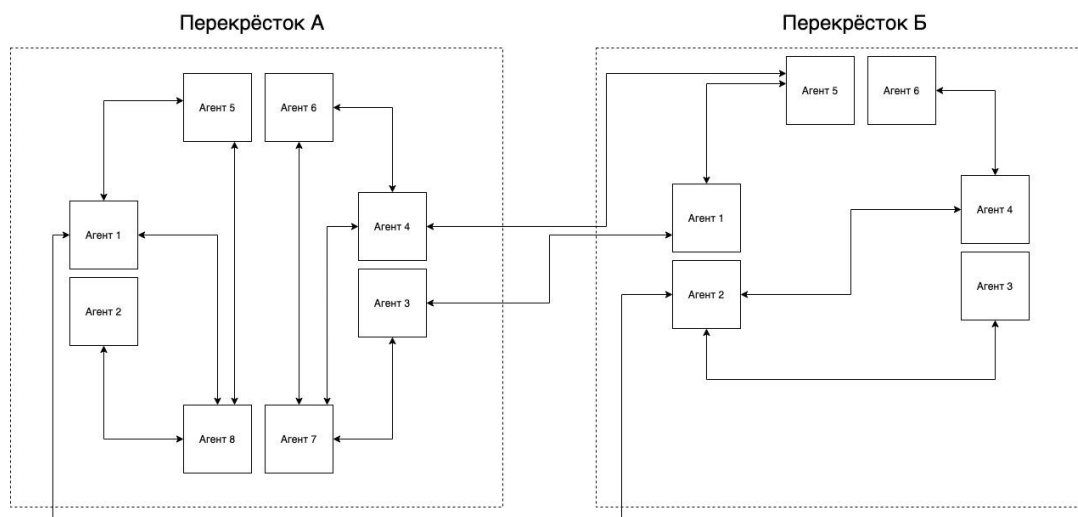 Перекрёсток А
Агент 5
Агент 6
Агент 1
Агент 4
Агент 2
Агент 3
Агент 8
Агент 7
Перекрёсток Б
Агент 5
Агент 6
Агент 1
Агент 4
Агент 2
Агент 3